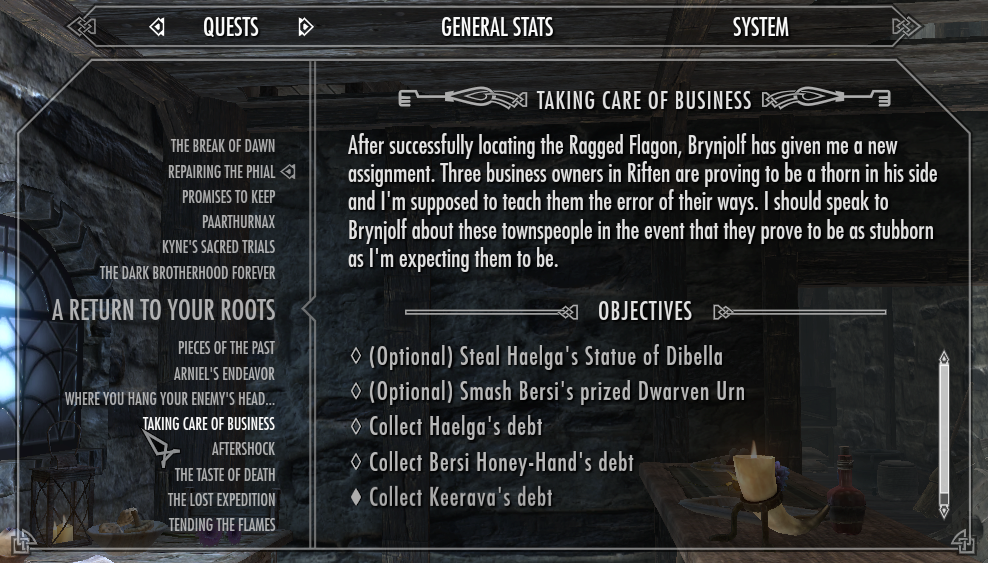 QUESTS
GENERAL STATS
SYSTEM
THE BREAK OF DAWN
REPAIRING THE PHIAL
PROMISES TO KEEP
PAARTHURNAX
KYNE'S SACRED TRIALS
THE DARK BROTHERHOOD FOREVER
A RETURN TO YOUR ROOTS
PIECES OF THE PAST
ARNIEL'S ENDEAVOR
WHERE YOU HANG YOUR ENEMY'S HEAD...
TAKING CARE OF BUSINESS
AFTERSHOCK
THE TASTE OF DEATH
THE LOST EXPEDITION
TENDING THE FLAMES
TAKING CARE OF BUSINESS
After successfully locating the Ragged Flagon, Brynjolf has given me a new
assignment. Three business owners in Riften are proving to be a thorn in his side
and I'm supposed to teach them the error of their ways. I should speak to
Brynjolf about these townspeople in the event that they prove to be as stubborn
as I'm expecting them to be.
OBJECTIVES
(Optional) Steal Haelga's Statue of Dibella
(Optional) Smash Bersi's prized Dwarven Urn
Collect Haelga's debt
Collect Bersi Honey-Hand's debt
Collect Keerava's debt